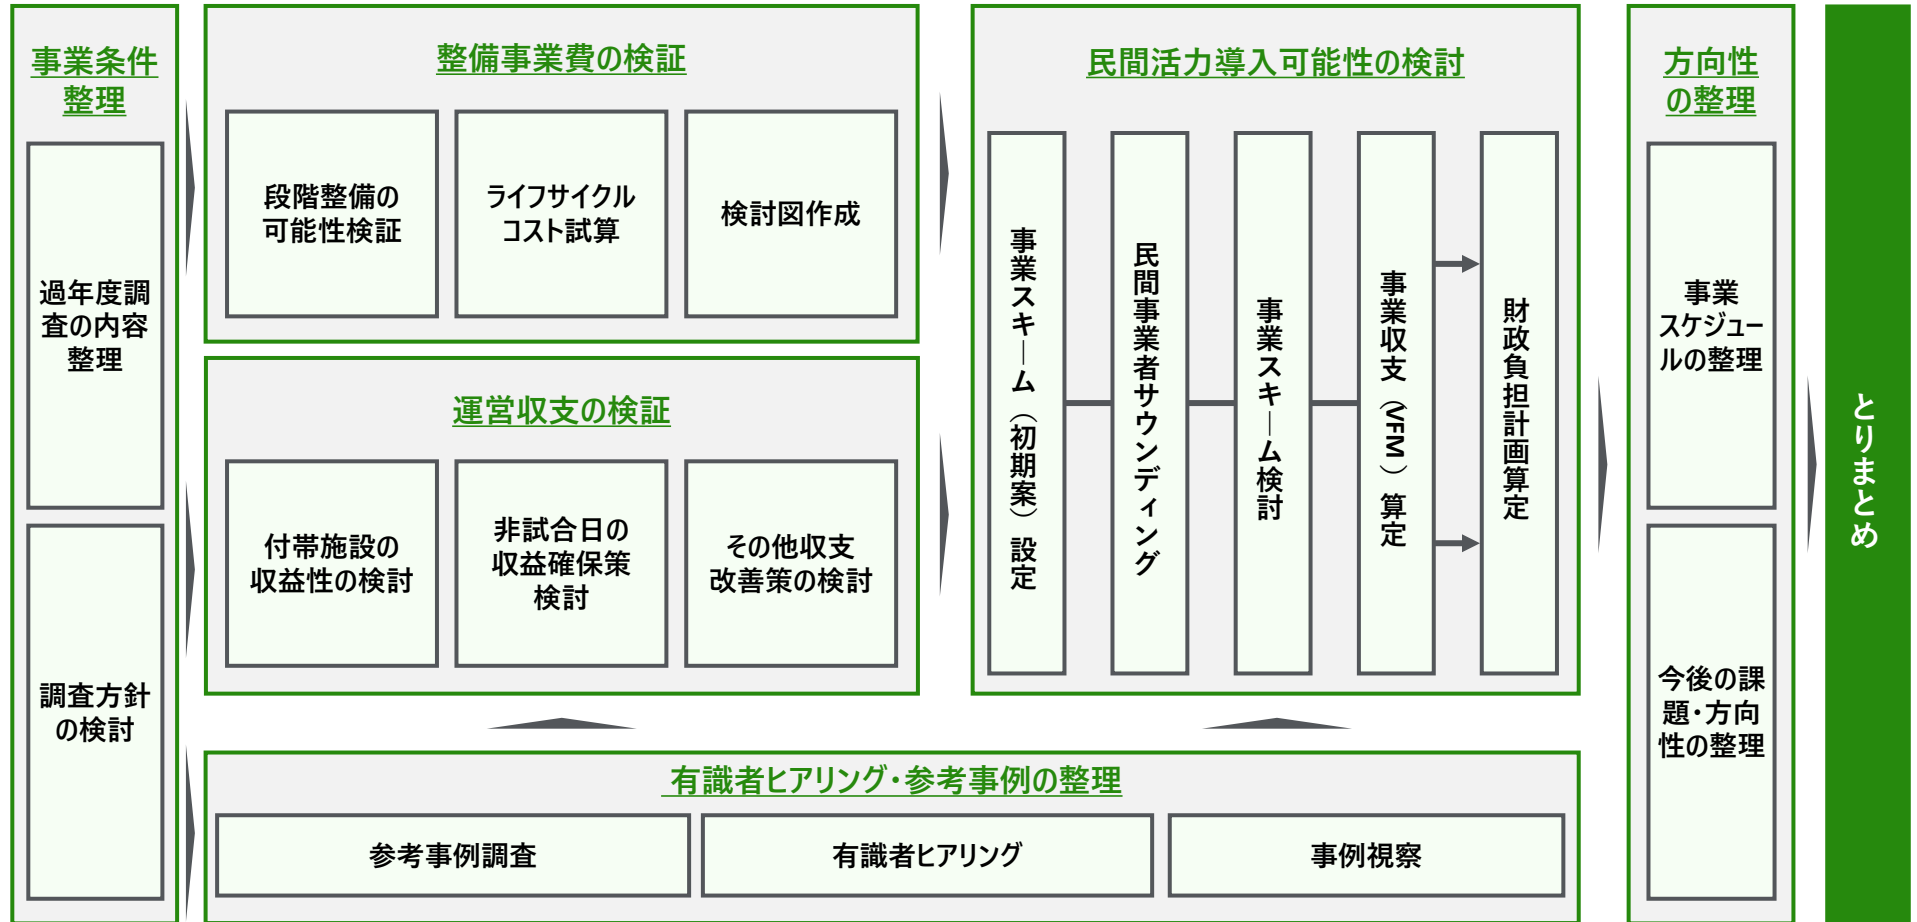 事業条件
整理
過年度調
査の内容
整理
調査方針
の検討
整備事業費の検証
段階整備の
可能性検証
ライフサイクル
コスト試算
検討図作成
運営収支の検証
付帯施設の
収益性の検討
非試合日の
収益確保策
検討
その他収支
改善策の検討
民間活力導入可能性の検討
事業スキーム（初期案）設定
民間事業者サウンディング
事業スキーム検討
事業収支（VFM）算定
財政負担計画算定
有識者ヒアリング・参考事例の整理
参考事例調査
有識者ヒアリング
事例視察
方向性
の整理
事業
スケジュー
ルの整理
今後の課
題・方向
性の整理
とりまとめ